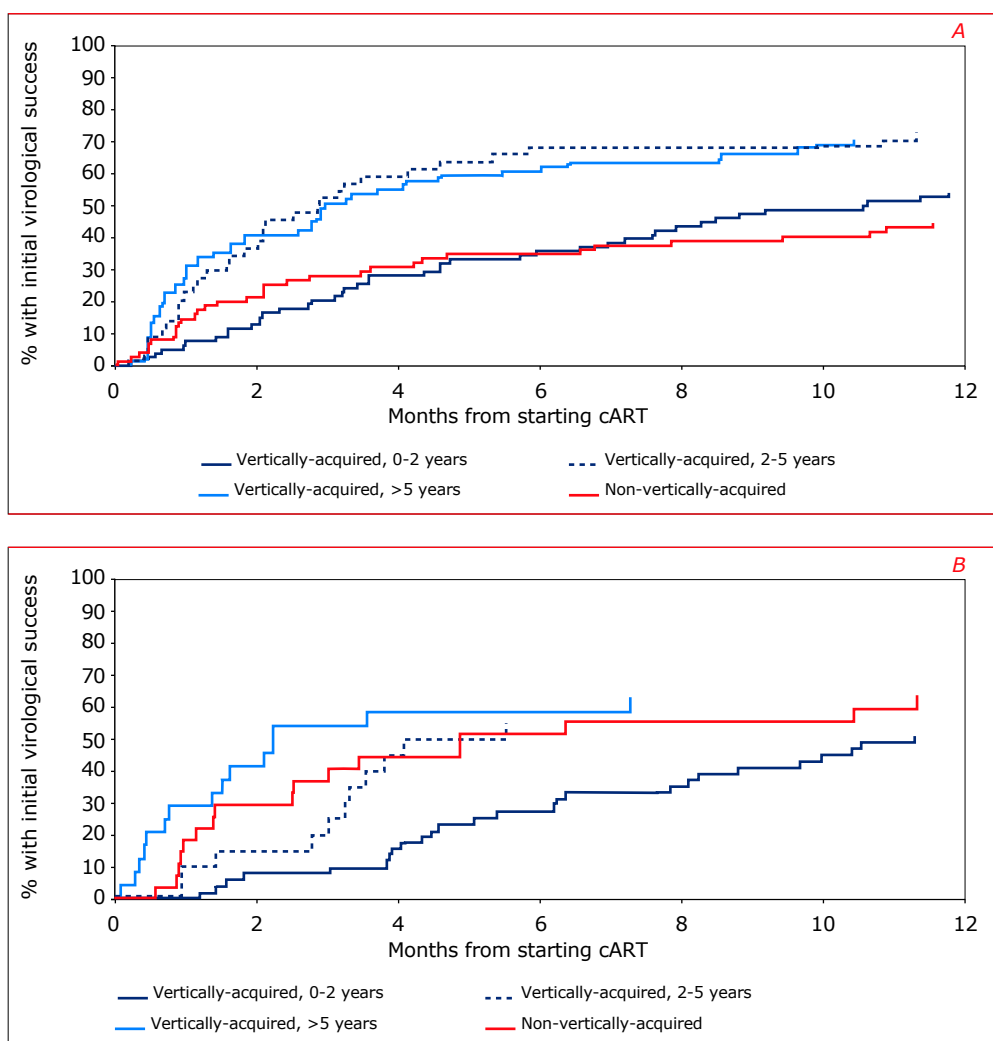 A
% with initial virological success
100
90
80
70
60
50
40
30
20
10
0
0 2 4 6 8 10 12
Months from starting cART
Vertically-acquired, 0-2 years Vertically-acquired, 2-5 years
Vertically-acquired, >5 years Non-vertically-acquired
B
% with initial virological success
100
90
80
70
60
50
40
30
20
10
0
0 2 4 6 8 10 12
Months from starting cART
Vertically-acquired, 0-2 years Vertically-acquired, 2-5 years
Vertically-acquired, >5 years Non-vertically-acquired